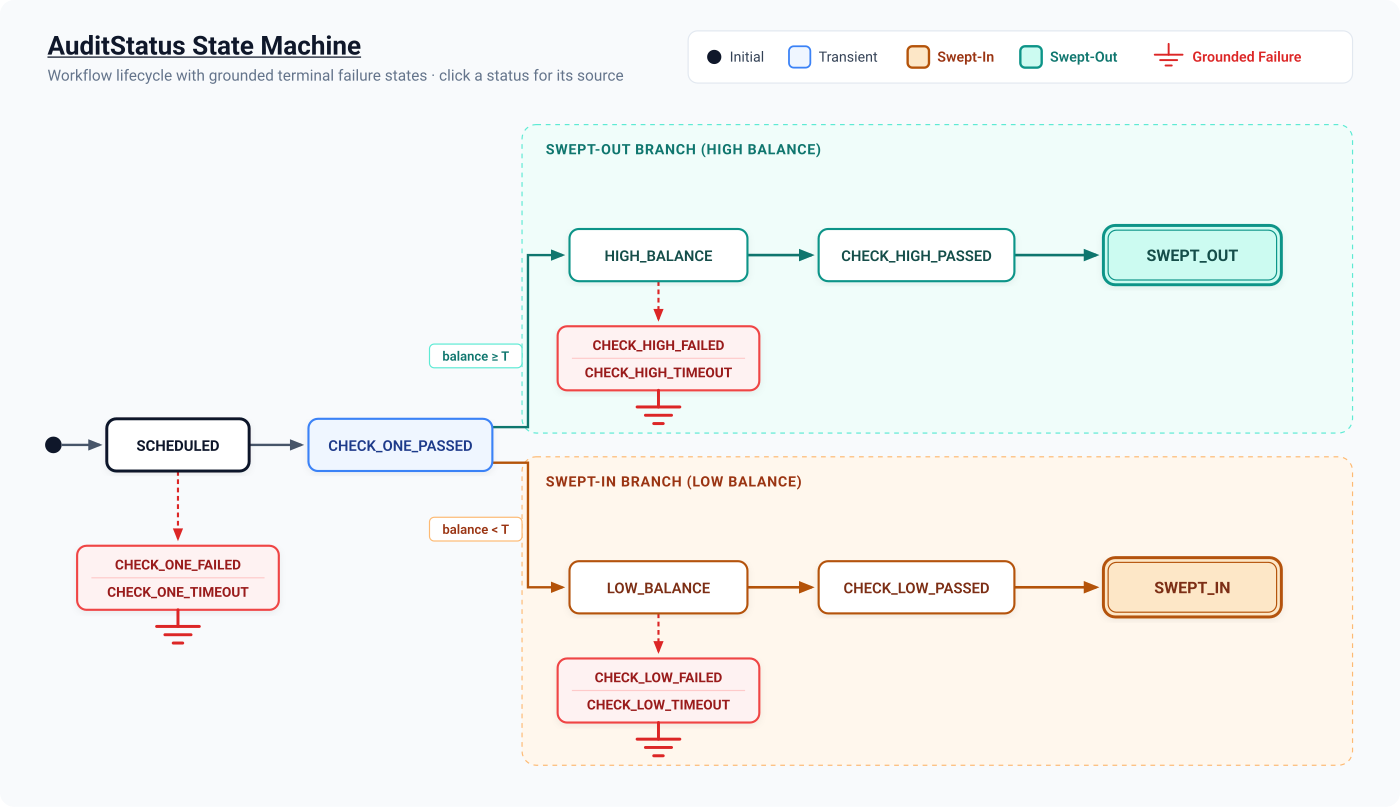 AuditStatus State Machine
Workflow lifecycle with grounded terminal failure states · click a status for its source
Initial
Transient
Swept-In
Swept-Out
Grounded Failure
SWEPT-OUT BRANCH (HIGH BALANCE)
HIGH_BALANCE
CHECK_HIGH_PASSED
SWEPT_OUT
CHECK_HIGH_FAILED
CHECK_HIGH_TIMEOUT
balance ≥ T
SCHEDULED
CHECK_ONE_PASSED
CHECK_ONE_FAILED
CHECK_ONE_TIMEOUT
SWEPT-IN BRANCH (LOW BALANCE)
balance < T
LOW_BALANCE
CHECK_LOW_PASSED
SWEPT_IN
CHECK_LOW_FAILED
CHECK_LOW_TIMEOUT